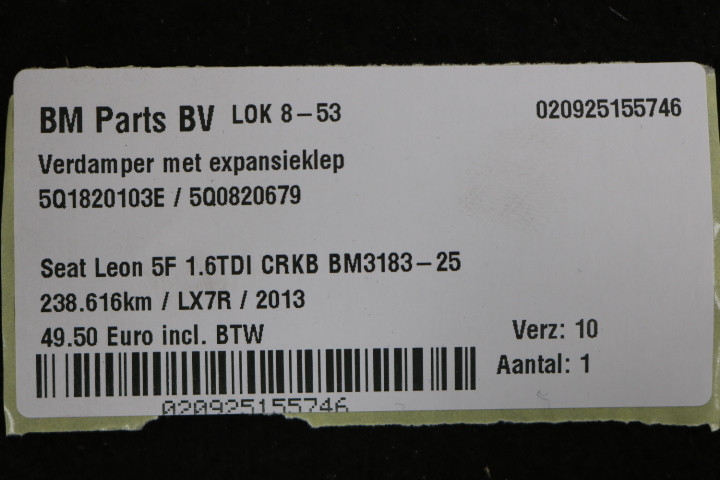 BM Parts BV LOK 8-53 020925155746
Verdamper met expansieklep
5Q1820103E / 5Q0820679
Seat Leon 5F 1.6TDI CRKB BM3183-25
238.616km / LX7R / 2013
49.50 Euro incl. BTW
Verz: 10
Aantal: 1
020925155746